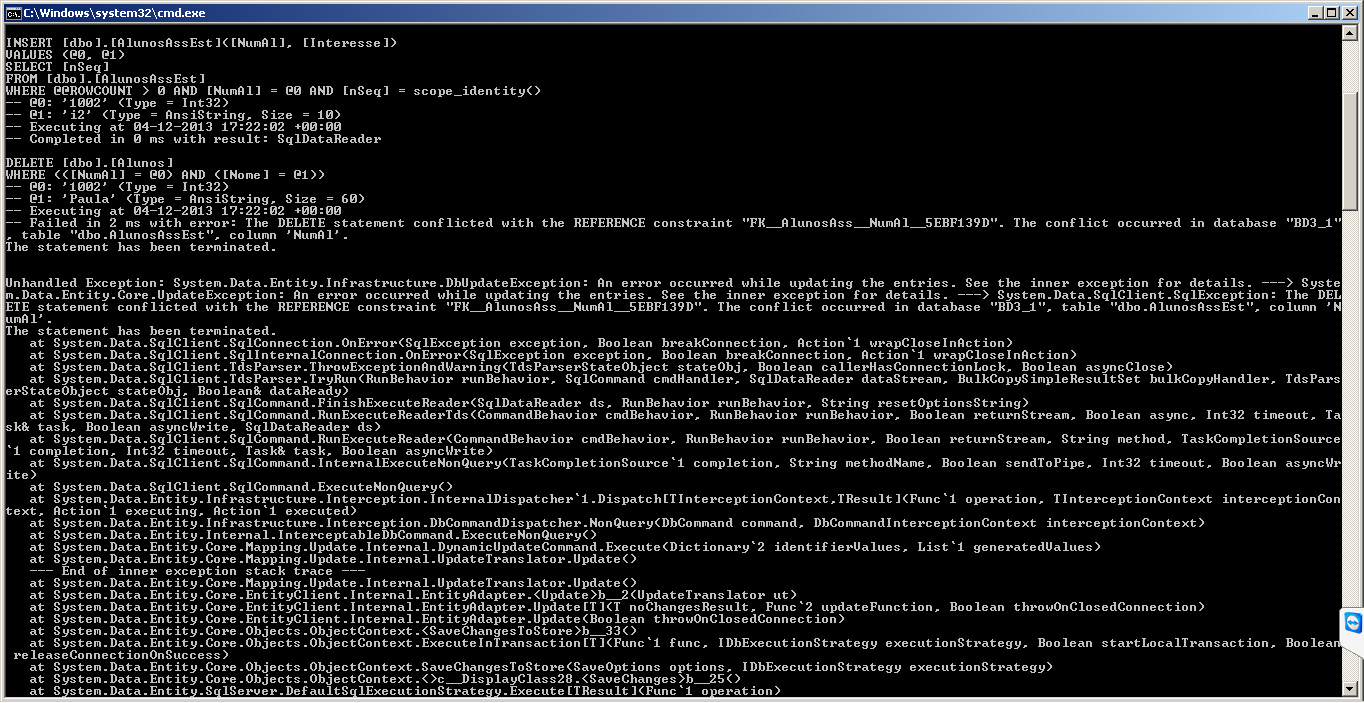 C:\Windows\system32\cmd.exe
INSERT [dbo].[AlunosAssEst]([NumAl], [Interesse])
VALUES (@0, @1)
SELECT [nSeq]
FROM [dbo].[AlunosAssEst]
WHERE @@ROWCOUNT > 0 AND [NumAl] = @0 AND [nSeq] = scope_identity()
-- @0: '1002' (Type = Int32)
-- @1: 'i2' (Type = AnsiString, Size = 10)
-- Executing at 04-12-2013 17:22:02 +00:00
-- Completed in 0 ms with result: SqlDataReader
DELETE [dbo].[Alunos]
WHERE (([NumAl] = @0) AND ([Nome] = @1))
-- @0: '1002' (Type = Int32)
-- @1: 'Paula' (Type = AnsiString, Size = 60)
-- Executing at 04-12-2013 17:22:02 +00:00
-- Failed in 2 ms with error: The DELETE statement conflicted with the REFERENCE constraint "FK__AlunosAss__NumAl__5EBF139D". The conflict occurred in database "BD3_1"
, table "dbo.AlunosAssEst", column 'NumAl'.
The statement has been terminated.
Unhandled Exception: System.Data.Entity.Infrastructure.DbUpdateException: An error occurred while updating the entries. See the inner exception for details. ---> Syste
m.Data.Entity.Core.UpdateException: An error occurred while updating the entries. See the inner exception for details. ---> System.Data.SqlClient.SqlException: The DEL
ETE statement conflicted with the REFERENCE constraint "FK__AlunosAss__NumAl__5EBF139D". The conflict occurred in database "BD3_1", table "dbo.AlunosAssEst", column 'N
umAl'.
The statement has been terminated.
at System.Data.SqlClient.SqlConnection.OnError(SqlException exception, Boolean breakConnection, Action`1 wrapCloseInAction)
at System.Data.SqlClient.SqlInternalConnection.OnError(SqlException exception, Boolean breakConnection, Action`1 wrapCloseInAction)
at System.Data.SqlClient.TdsParser.ThrowExceptionAndWarning(TdsParserStateObject stateObj, Boolean callerHasConnectionLock, Boolean asyncClose)
at System.Data.SqlClient.TdsParser.TryRun(RunBehavior runBehavior, SqlCommand cmdHandler, SqlDataReader dataStream, BulkCopySimpleResultSet bulkCopyHandler, TdsPars
erStateObject stateObj, Boolean& dataReady)
at System.Data.SqlClient.SqlCommand.FinishExecuteReader(SqlDataReader ds, RunBehavior runBehavior, String resetOptionsString)
at System.Data.SqlClient.SqlCommand.RunExecuteReaderTds(CommandBehavior cmdBehavior, RunBehavior runBehavior, Boolean returnStream, Boolean async, Int32 timeout, Ta
sk& task, Boolean asyncWrite, SqlDataReader ds)
at System.Data.SqlClient.SqlCommand.RunExecuteReader(CommandBehavior cmdBehavior, RunBehavior runBehavior, Boolean returnStream, String method, TaskCompletionSource
`1 completion, Int32 timeout, Task& task, Boolean asyncWrite)
at System.Data.SqlClient.SqlCommand.InternalExecuteNonQuery(TaskCompletionSource`1 completion, String methodName, Boolean sendToPipe, Int32 timeout, Boolean asyncWr
ite)
at System.Data.SqlClient.SqlCommand.ExecuteNonQuery()
at System.Data.Entity.Infrastructure.Interception.InternalDispatcher`1.Dispatch[TInterceptionContext,TResult](Func`1 operation, TInterceptionContext interceptionCon
text, Action`1 executing, Action`1 executed)
at System.Data.Entity.Infrastructure.Interception.DbCommandDispatcher.NonQuery(DbCommand command, DbCommandInterceptionContext interceptionContext)
at System.Data.Entity.Internal.InterceptableDbCommand.ExecuteNonQuery()
at System.Data.Entity.Core.Mapping.Update.Internal.DynamicUpdateCommand.Execute(Dictionary`2 identifierValues, List`1 generatedValues)
at System.Data.Entity.Core.Mapping.Update.Internal.UpdateTranslator.Update()
--- End of inner exception stack trace ---
at System.Data.Entity.Core.Mapping.Update.Internal.UpdateTranslator.Update()
at System.Data.Entity.Core.EntityClient.Internal.EntityAdapter.<Update>b__2(UpdateTranslator ut)
at System.Data.Entity.Core.EntityClient.Internal.EntityAdapter.Update[T](T noChangesResult, Func`2 updateFunction, Boolean throwOnClosedConnection)
at System.Data.Entity.Core.EntityClient.Internal.EntityAdapter.Update(Boolean throwOnClosedConnection)
at System.Data.Entity.Core.Objects.ObjectContext.<SaveChangesToStore>b__33()
at System.Data.Entity.Core.Objects.ObjectContext.ExecuteInTransaction[T](Func`1 func, IDbExecutionStrategy executionStrategy, Boolean startLocalTransaction, Boolean
releaseConnectionOnSuccess)
at System.Data.Entity.Core.Objects.ObjectContext.SaveChangesToStore(SaveOptions options, IDbExecutionStrategy executionStrategy)
at System.Data.Entity.Core.Objects.ObjectContext.<>c__DisplayClass28.<SaveChanges>b__25()
at System.Data.Entity.SqlServer.DefaultSqlExecutionStrategy.Execute[TResult](Func`1 operation)